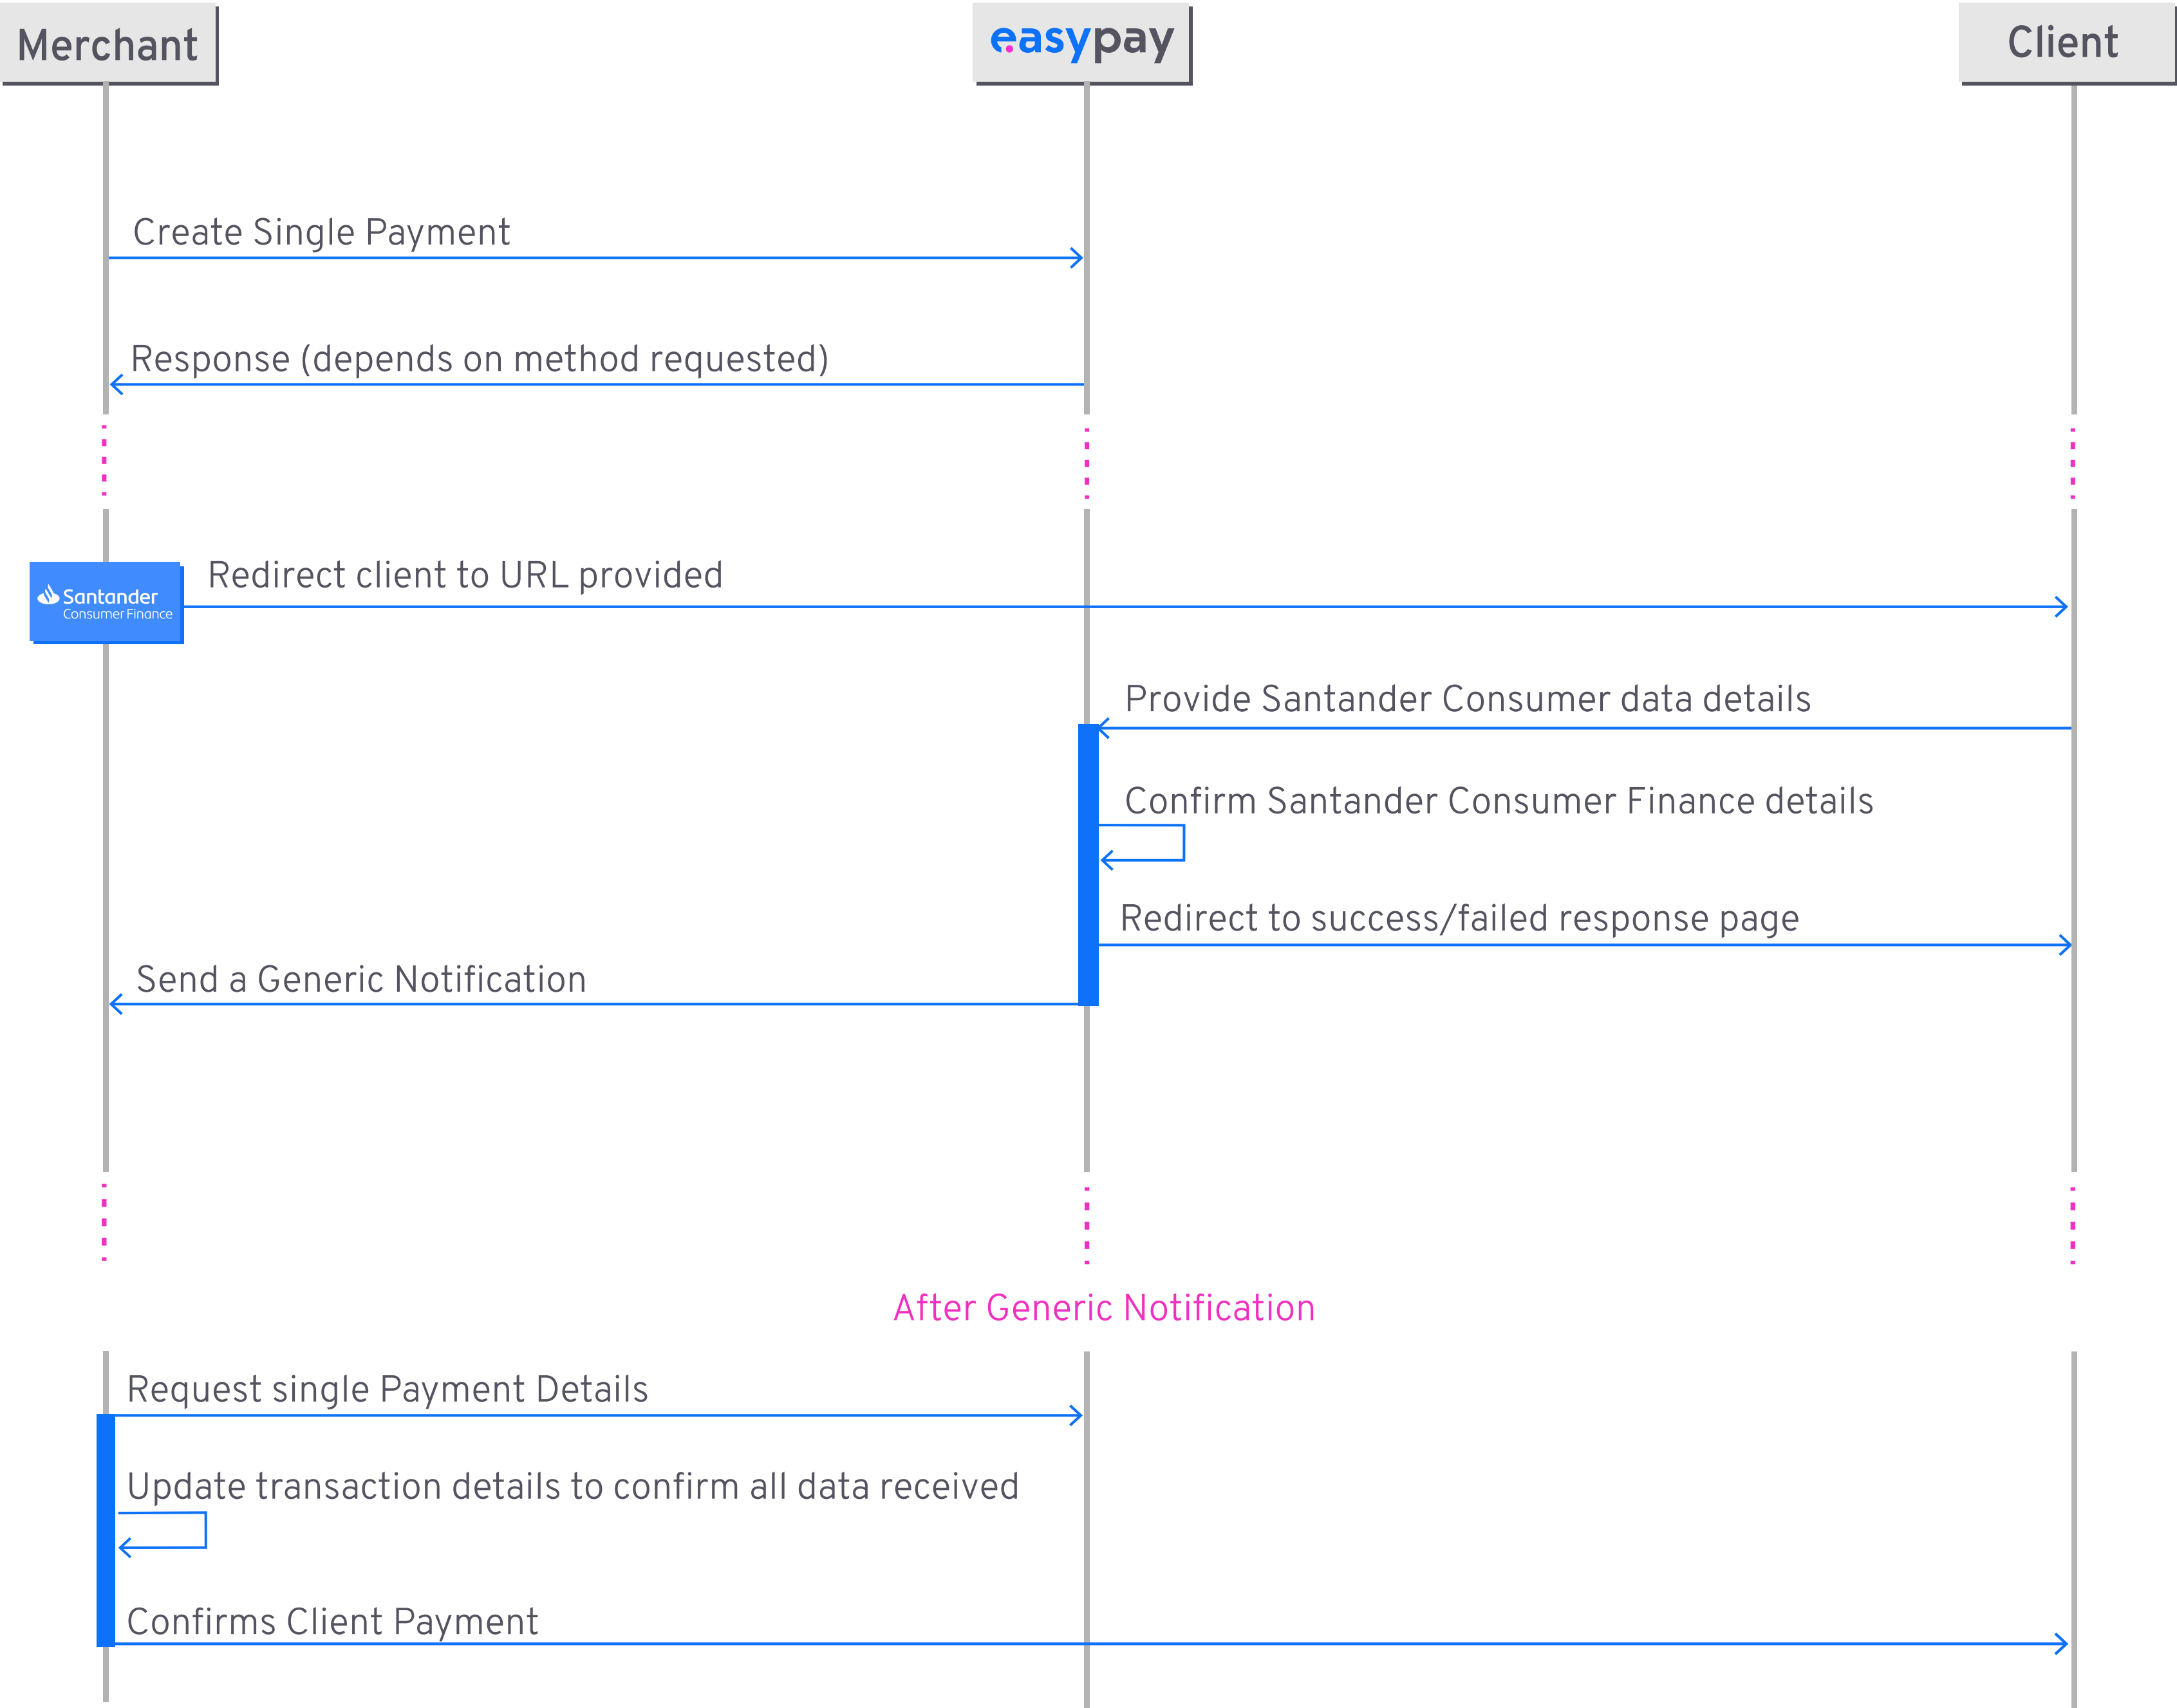 Merchant
easypay
Client
Create Single Payment
Response (depends on method requested)
Redirect client to URL provided
Santander
Consumer Finance
Provide Santander Consumer data details
Confirm Santander Consumer Finance details
Redirect to success/failed response page
Send a Generic Notification
After Generic Notification
Request single Payment Details
Update transaction details to confirm all data received
Confirms Client Payment